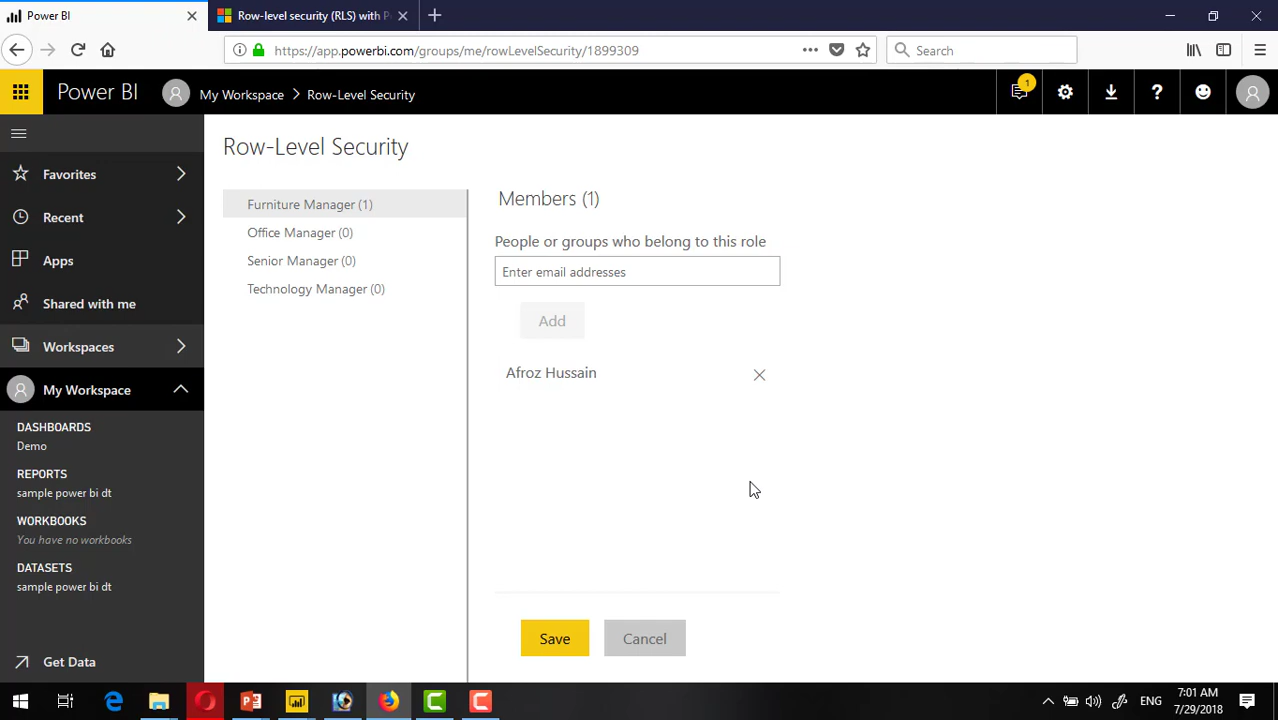 Power BI
Row-level security (RLS) with P
https://app.powerbi.com/groups/me/rowLevelSecurity/1899309
Search
Power BI
My Workspace > Row-Level Security
1
Favorites
Recent
Apps
Shared with me
Workspaces
My Workspace
DASHBOARDS
Demo
REPORTS
sample power bi dt
WORKBOOKS
You have no workbooks
DATASETS
sample power bi dt
Get Data
Row-Level Security
Furniture Manager (1)
Office Manager (0)
Senior Manager (0)
Technology Manager (0)
Members (1)
People or groups who belong to this role
Enter email addresses
Add
Afroz Hussain
Save
Cancel
ENG
7:01 AM
7/29/2018